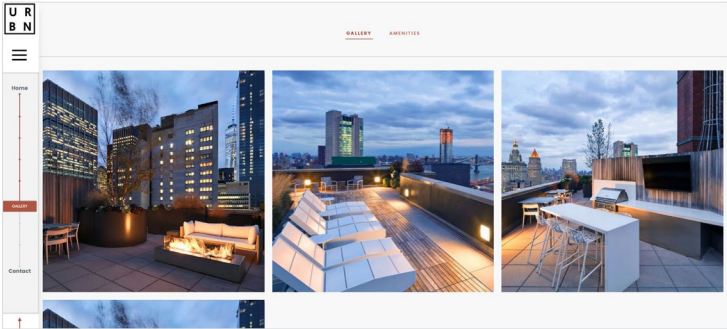 U R
B N
GALLERY AMENITIES
Home
GALLERY
Contact